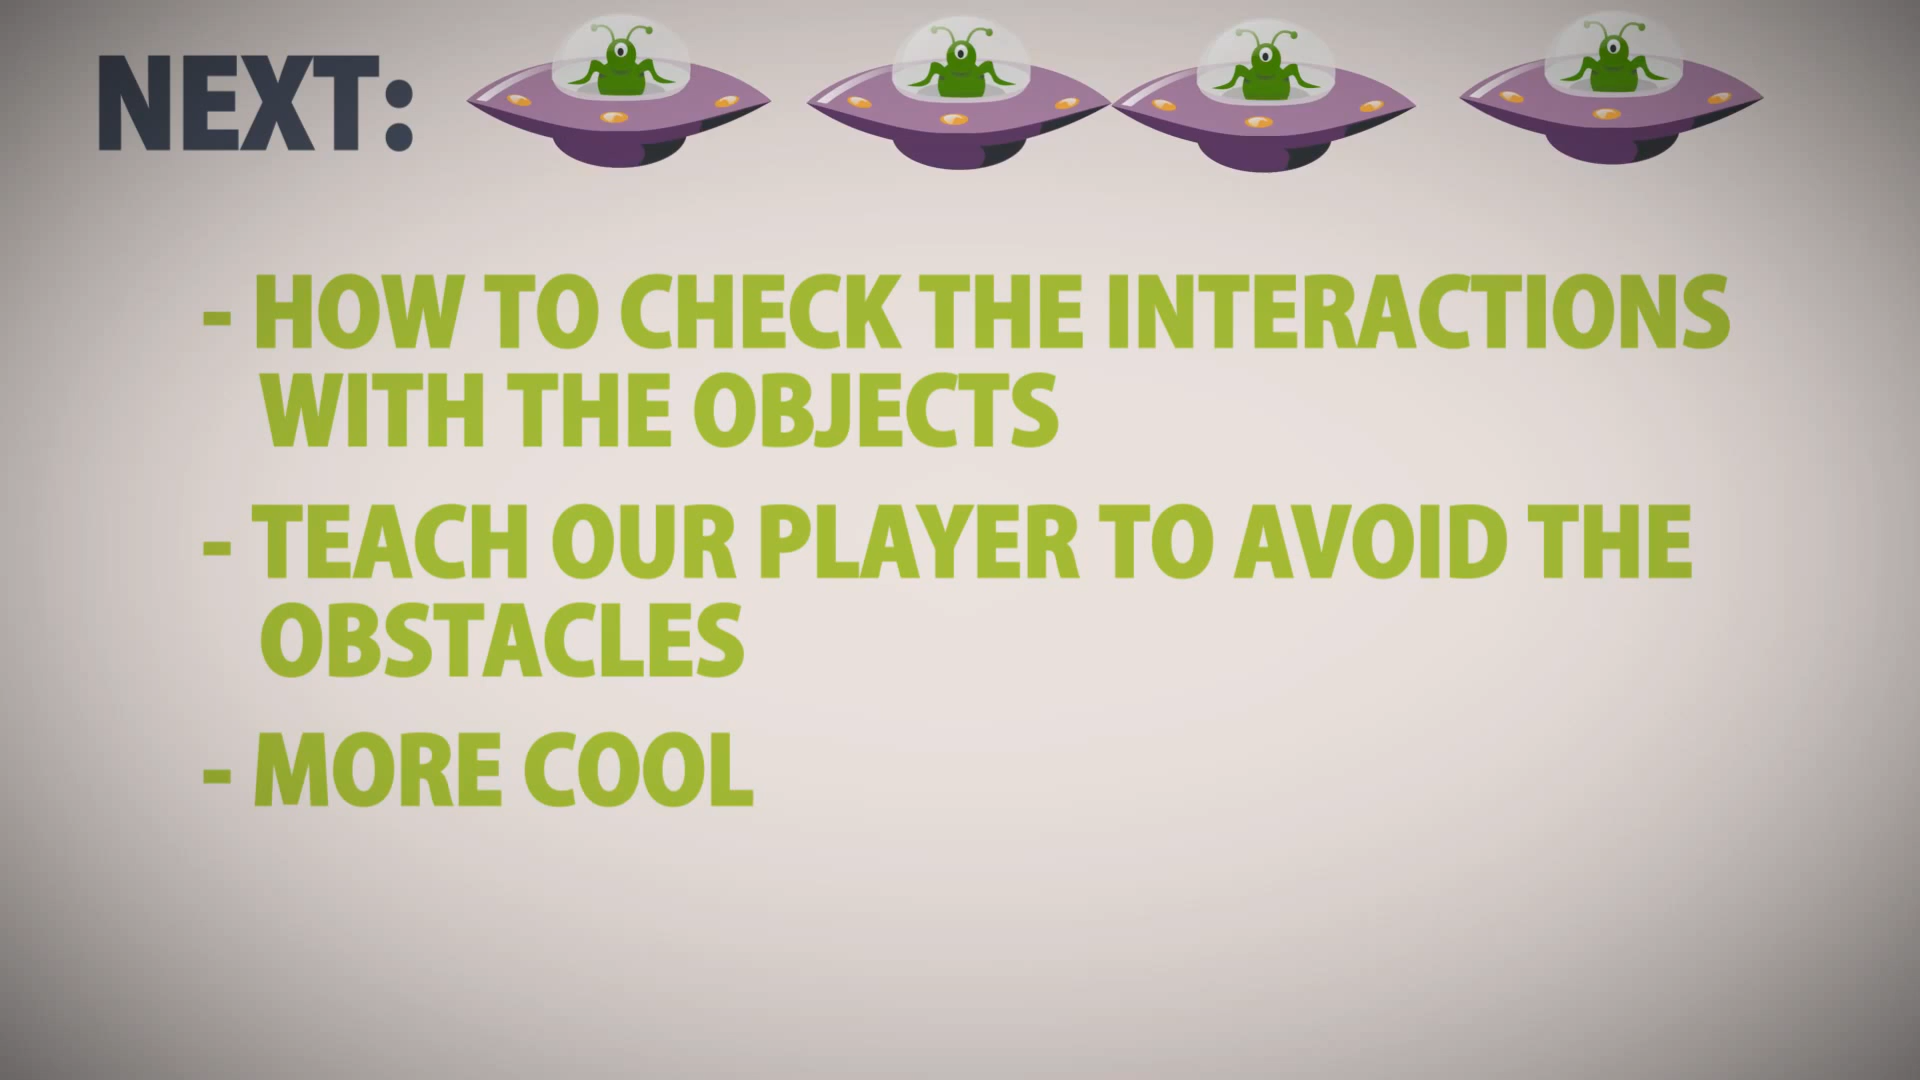 NEXT:
- HOW TO CHECK THE INTERACTIONS
WITH THE OBJECTS
- TEACH OUR PLAYER TO AVOID THE
OBSTACLES
- MORE COOL